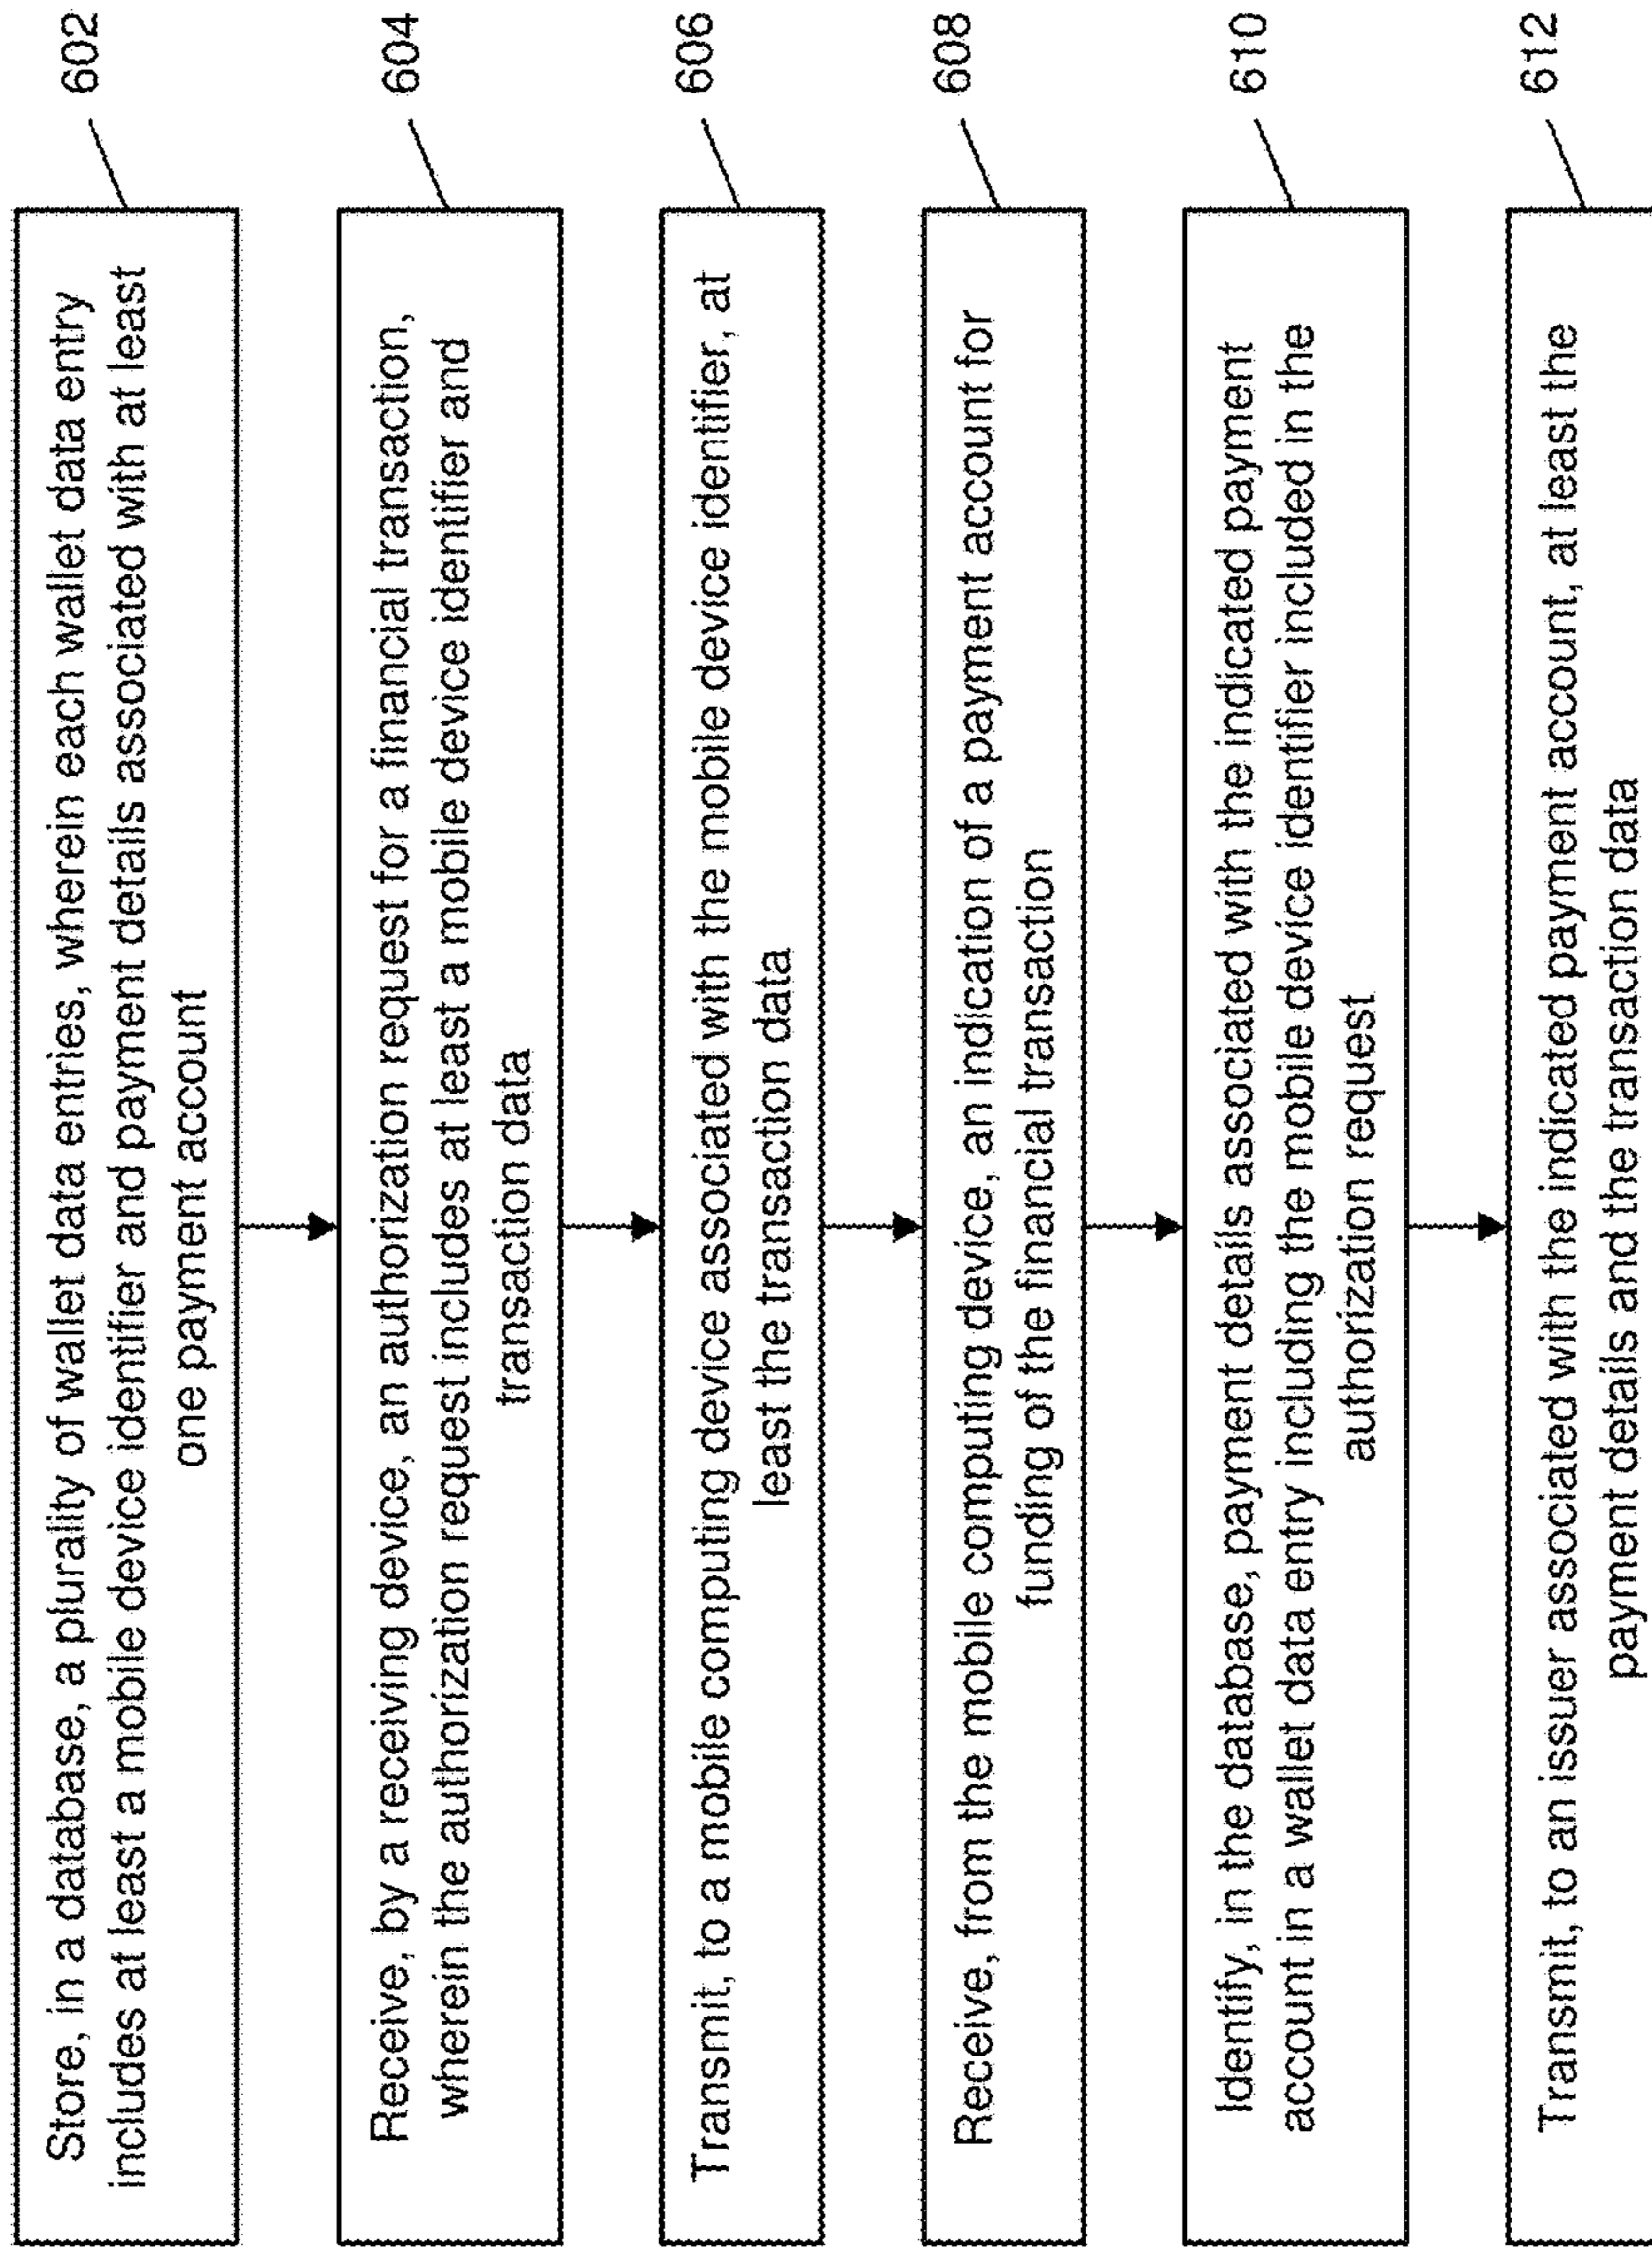 Store, in a database, a plurality of wallet data entries, wherein each wallet data entry
includes at least a mobile device identifier and payment details associated with at least
one payment account
602
Receive, by a receiving device, an authorization request for a financial transaction,
wherein the authorization request includes at least a mobile device identifier and
transaction data
604
Transmit, to a mobile computing device associated with the mobile device identifier, at
least the transaction data
606
Receive, from the mobile computing device, an indication of a payment account for
funding of the financial transaction
608
Identify, in the database, payment details associated with the indicated payment
account in a wallet data entry including the mobile device identifier included in the
authorization request
610
Transmit, to an issuer associated with the indicated payment account, at least the
payment details and the transaction data
612